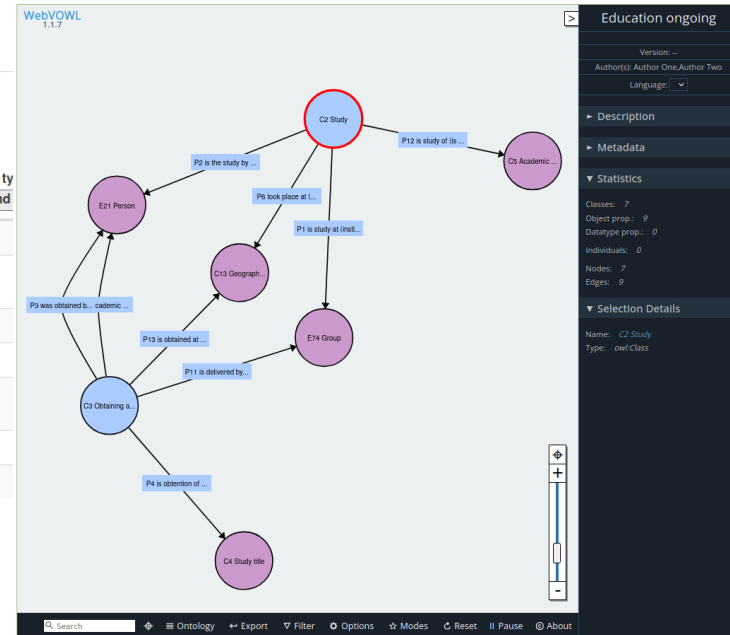 WebVOWL
1.1.7
>
Education ongoing
Version: --
Author(s): Author One,Author Two
Language:
► Description
► Metadata
▼ Statistics
Classes: 7
Object prop.: 9
Datatype prop.: 0
Individuals: 0
Nodes: 7
Edges: 9
▼ Selection Details
Name: C2 Study
Type: owl:Class
C2 Study
P12 is study of (is ...
C5 Academic ...
P2 is the study by ...
ty
nd
P6 took place at (...
E21 Person
P1 is study at (insti...
C13 Geograph...
P3 was obtained b...
cademic ...
P13 is obtained at ...
E74 Group
P11 is delivered by...
C3 Obtaining a...
P4 is obtention of ...
C4 Study title
+
-
Search
Ontology
Export
Filter
Options
Modes
Reset
Pause
About